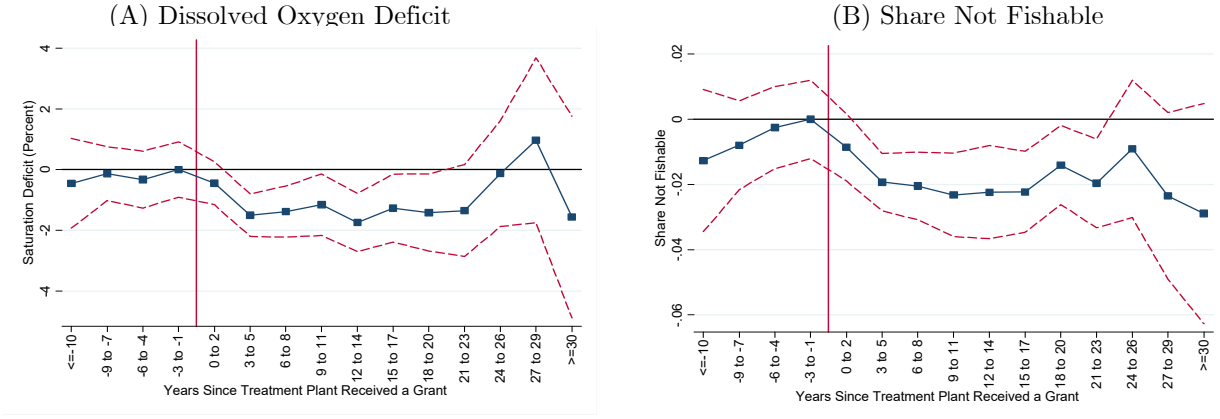 (A) Dissolved Oxygen Deficit
4
2
0
-2
-4
Saturation Deficit (Percent)
<=-10
-9 to -7
-6 to -4
-3 to -1
0 to 2
3 to 5
6 to 8
9 to 11
12 to 14
15 to 17
18 to 20
21 to 23
24 to 26
27 to 29
>=30
Years Since Treatment Plant Received a Grant
(B) Share Not Fishable
.02
0
-.02
-.04
-.06
Share Not Fishable
<=-10
-9 to -7
-6 to -4
-3 to -1
0 to 2
3 to 5
6 to 8
9 to 11
12 to 14
15 to 17
18 to 20
21 to 23
24 to 26
27 to 29
>=30
Years Since Treatment Plant Received a Grant